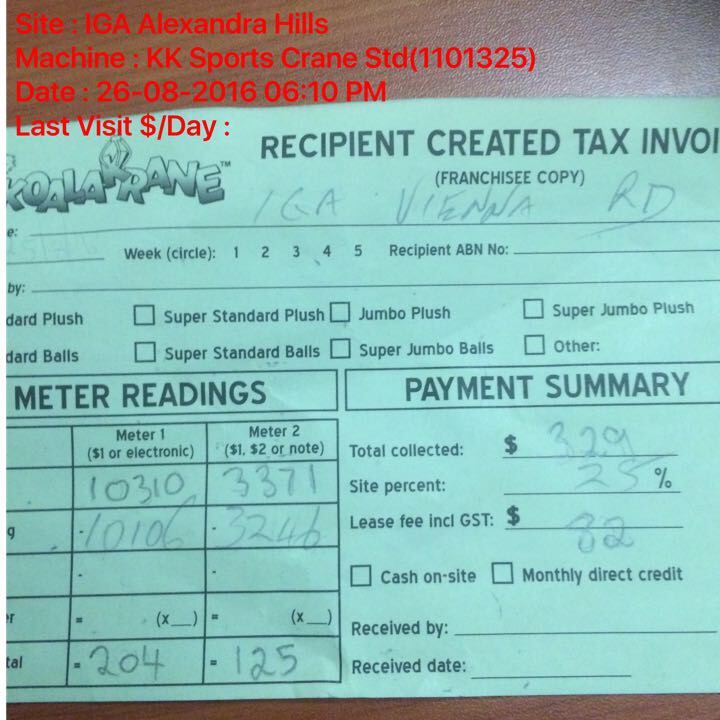 Site : IGA Alexandra Hills
Machine : KK Sports Crane Std(1101325)
Date : 26-08-2016 06:10 PM
Last Visit $/Day :
KOALA KRANE™
RECIPIENT CREATED TAX INVOI
(FRANCHISEE COPY)
IGA VIENNA RD
e:
Week (circle): 1 2 3 4 5 Recipient ABN No:
by:
dard Plush Super Standard Plush Jumbo Plush Super Jumbo Plush
dard Balls Super Standard Balls Super Jumbo Balls Other:
METER READINGS
PAYMENT SUMMARY
Meter 1 Meter 2
($1 or electronic) ($1, $2 or note)
Total collected: $ 329
10310 3371
Site percent: 25 %
g -10106 - 3246
Lease fee incl GST: $ 82
- -
Cash on-site Monthly direct credit
er = (x__) = (x__)
Received by:
tal = 204 = 125
Received date: